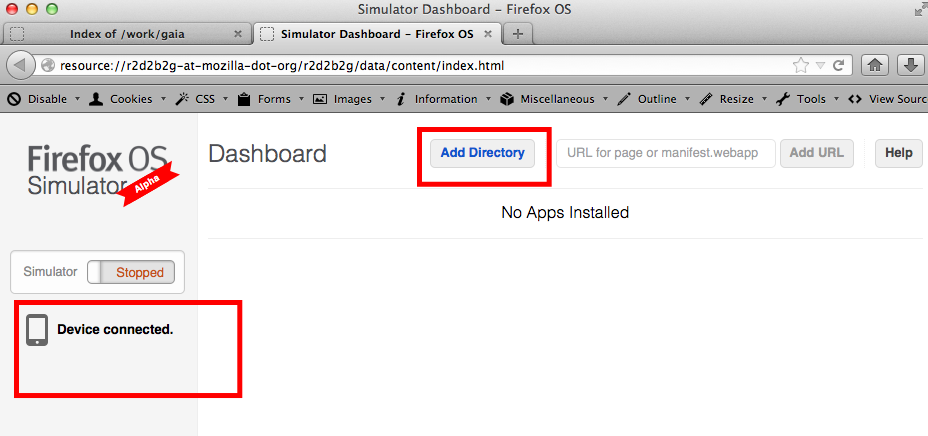 Simulator Dashboard – Firefox OS
Index of /work/gaia
Simulator Dashboard – Firefox OS
resource://r2d2b2g-at-mozilla-dot-org/r2d2b2g/data/content/index.html
Disable Cookies CSS Forms Images Information Miscellaneous Outline Resize Tools View Sourc
Firefox OS
Simulator
Alpha
Dashboard Add Directory URL for page or manifest.webapp Add URL Help
No Apps Installed
Simulator Stopped
Device connected.